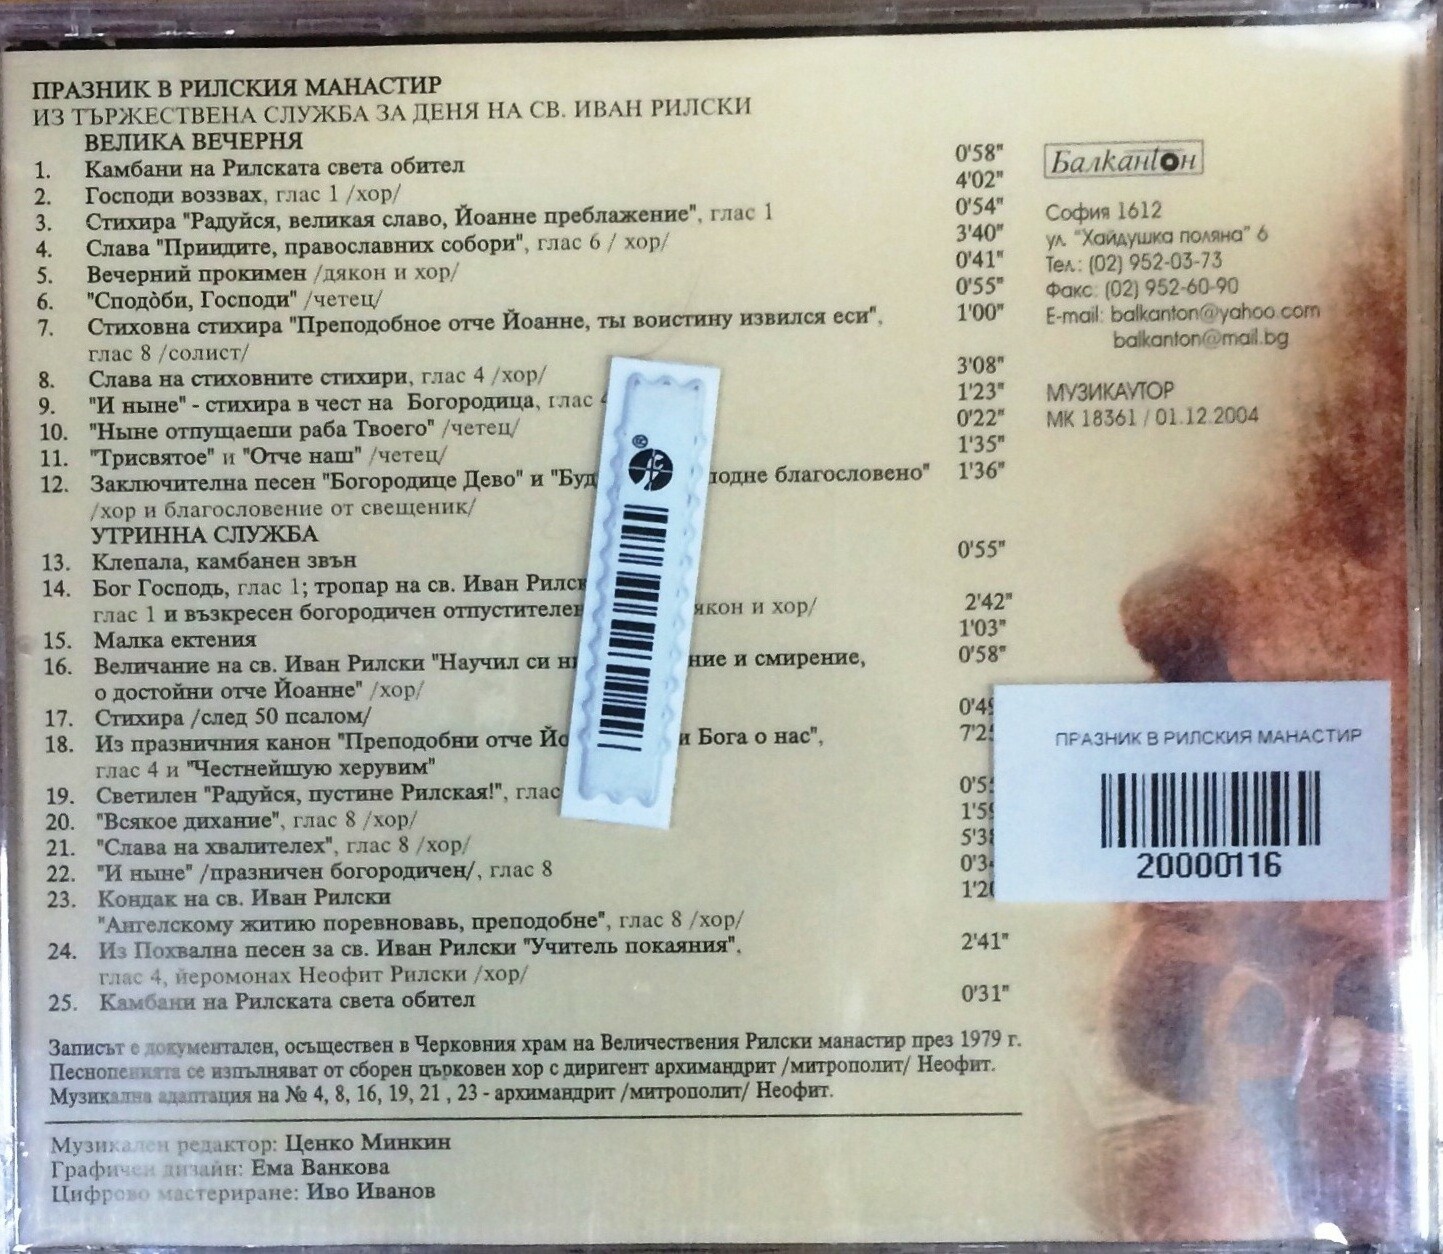 ПРАЗНИК В РИЛСКИЯ МАНАСТИР
ИЗ ТЪРЖЕСТВЕНА СЛУЖБА ЗА ДЕНЯ НА СВ. ИВАН РИЛСКИ
ВЕЛИКА ВЕЧЕРНЯ
1. Камбани на Рилската света обител 0'58"
2. Господи воззвах, глас 1 /хор/ 4'02"
3. Стихира "Радуйся, великая славо, Йоанне преблажение", глас 1 0'54"
4. Слава "Приидите, православних собори", глас 6 / хор/ 3'40"
5. Вечерний прокимен /дякон и хор/ 0'41"
6. "Сподòби, Господи" /четец/ 0'55"
7. Стиховна стихира "Преподобное отче Йоанне, ты воистину извился еси", 1'00"
глас 8 /солист/
8. Слава на стиховните стихири, глас 4 /хор/ 3'08"
9. "И ныне" - стихира в чест на Богородица, глас 1'23"
10. "Ныне отпущаеши раба Твоего" /четец/ 0'22"
11. "Трисвятое" и "Отче наш" /четец/ 1'35"
12. Заключителна песен "Богородице Дево" и благословено" 1'36"
/хор и благословение от свещеник/
УТРИННА СЛУЖБА
13. Клепала, камбанен звън 0'55"
14. Бог Господь, глас 1; тропар на св. Иван
глас 1 и възкресен богородичен и хор/ 2'42"
15. Малка ектения 1'03"
16. Величание на св. Иван Рилски "Научил си и смирение, 0'58"
о достойни отче Йоанне" /хор/
17. Стихира /след 50 псалом/
18. Из празничния канон "Преподобни отче и Бога о нас",
глас 4 и "Честнейшую херувим"
19. Светилен "Радуйся, пустине Рилская!",
20. "Всякое дихание", глас 8 /хор/
21. "Слава на хвалителех", глас 8 /хор/
22. "И ныне" /празничен богородичен/, глас 8
23. Кондак на св. Иван Рилски
"Ангелскому житию поревновавь, преподобне", глас 8 /хор/
24. Из Похвална песен за св. Иван Рилски "Учитель покаяния", 2'41"
глас 4, йеромонах Неофит Рилски /хор/
25. Камбани на Рилската света обител 0'31"
Записът е документален, осъществен в Черковния храм на Величествения Рилски манастир през 1979 г.
Песнопенията се изпълняват от сборен църковен хор с диригент архимандрит /митрополит/ Неофит.
Музикална адаптация на № 4, 8, 16, 19, 21 , 23 - архимандрит /митрополит/ Неофит.
Музикален редактор: Ценко Минкин
Графичен дизайн: Ема Ванкова
Цифрово мастериране: Иво Иванов
Балкантон
София 1612
ул. "Хайдушка поляна" 6
Тел.: (02) 952-03-73
Факс: (02) 952-60-90
E-mail: balkanton@yahoo.com
balkanton@mail.bg
МУЗИКАУТОР
МК 18361 / 01.12.2004
ПРАЗНИК В РИЛСКИЯ МАНАСТИР
20000116